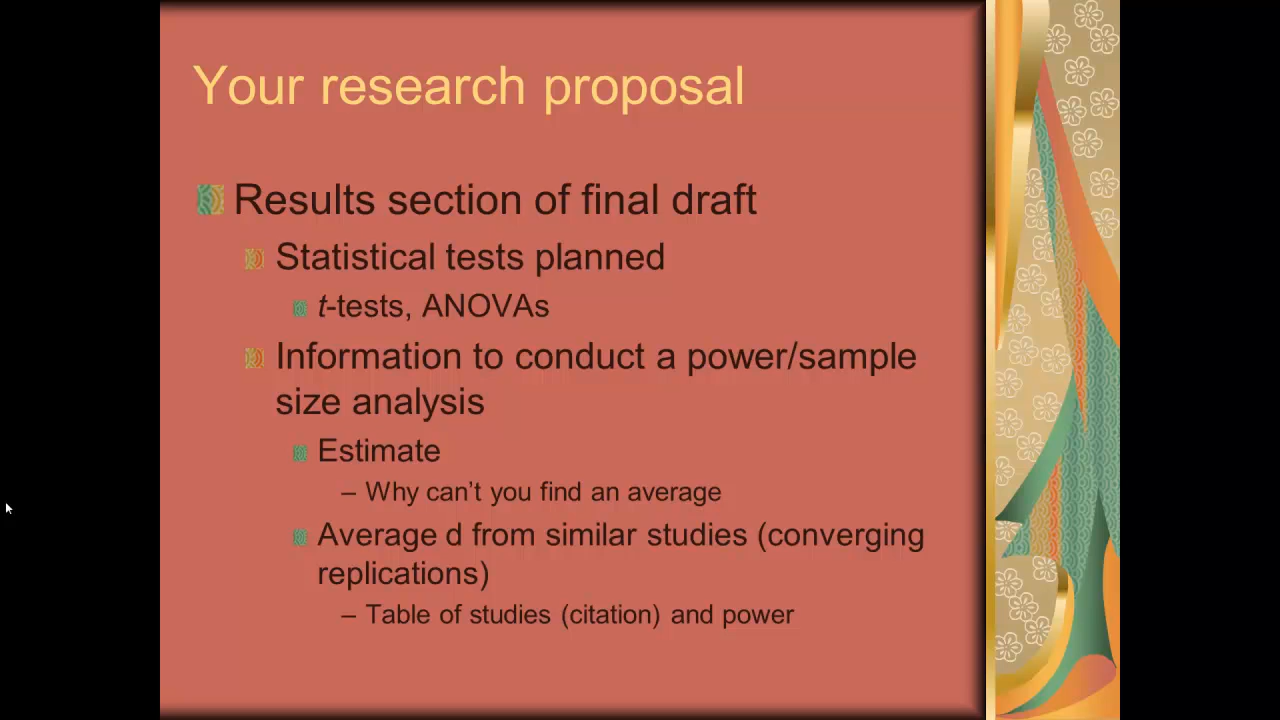 Your research proposal
Results section of final draft
Statistical tests planned
t-tests, ANOVAs
Information to conduct a power/sample
size analysis
Estimate
– Why can’t you find an average
Average d from similar studies (converging
replications)
– Table of studies (citation) and power